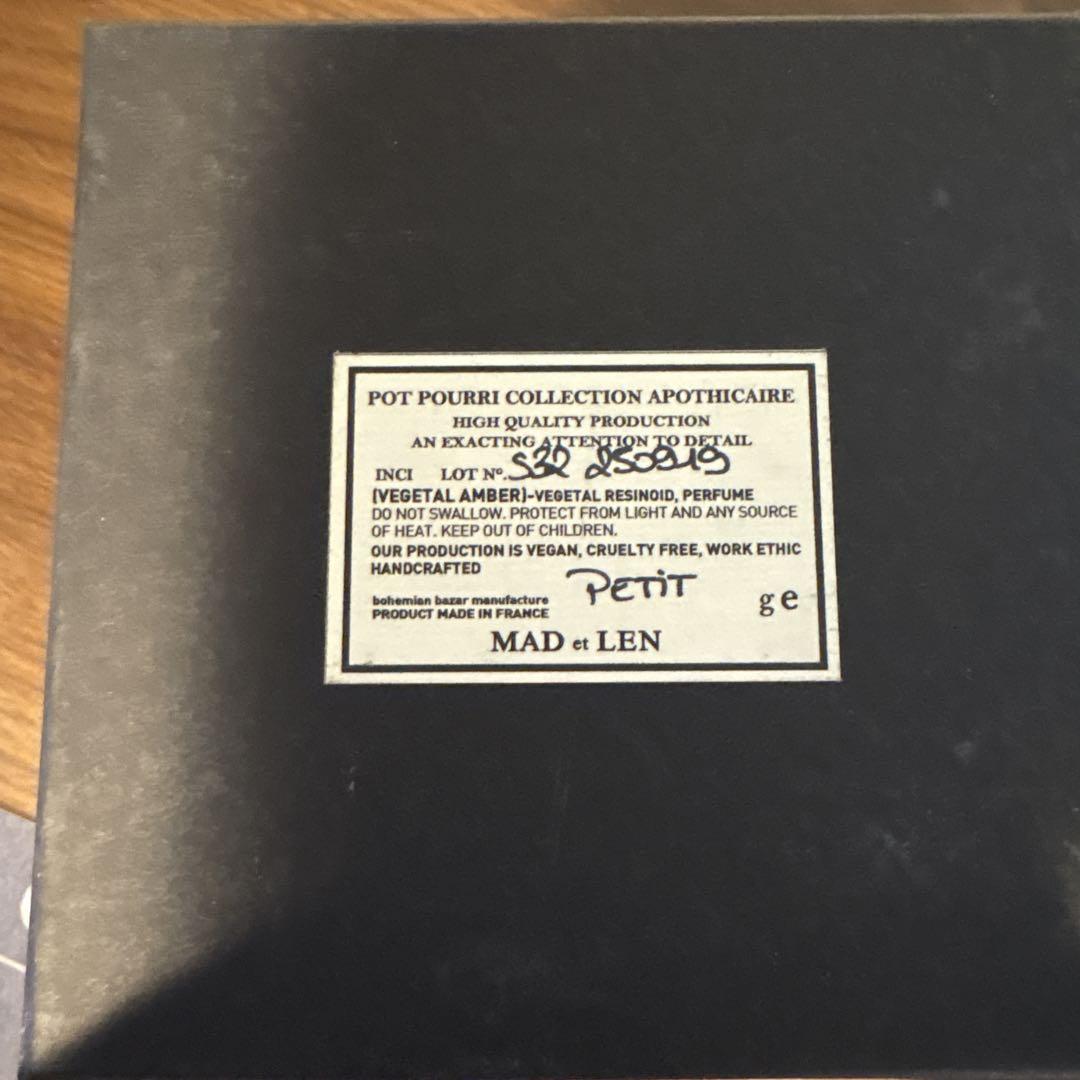 POT POURRI COLLECTION APOTHICAIRE
HIGH QUALITY PRODUCTION
AN EXACTING ATTENTION TO DETAIL
INCI LOT Nº. S32 250919
(VEGETAL AMBER)-VEGETAL RESINOID, PERFUME
DO NOT SWALLOW. PROTECT FROM LIGHT AND ANY SOURCE
OF HEAT. KEEP OUT OF CHILDREN.
OUR PRODUCTION IS VEGAN, CRUELTY FREE, WORK ETHIC
HANDCRAFTED
PETiT
bohemian bazar manufacture
PRODUCT MADE IN FRANCE
g e
MAD et LEN